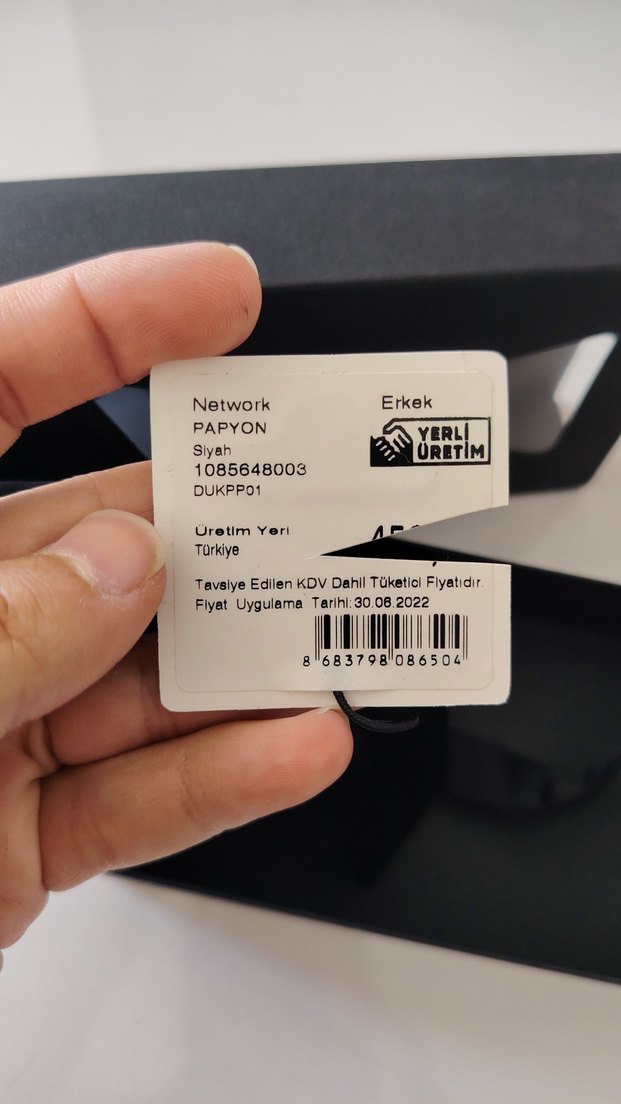 Network Erkek
PAPYON
YERLİ
ÜRETİM
Siyah
1085648003
DUKPP01
Üretim Yeri
Türkiye
Tavsiye Edilen KDV Dahil Tüketici Fiyatıdır.
Fiyat Uygulama Tarihi: 30.06.2022
8 683798 086504